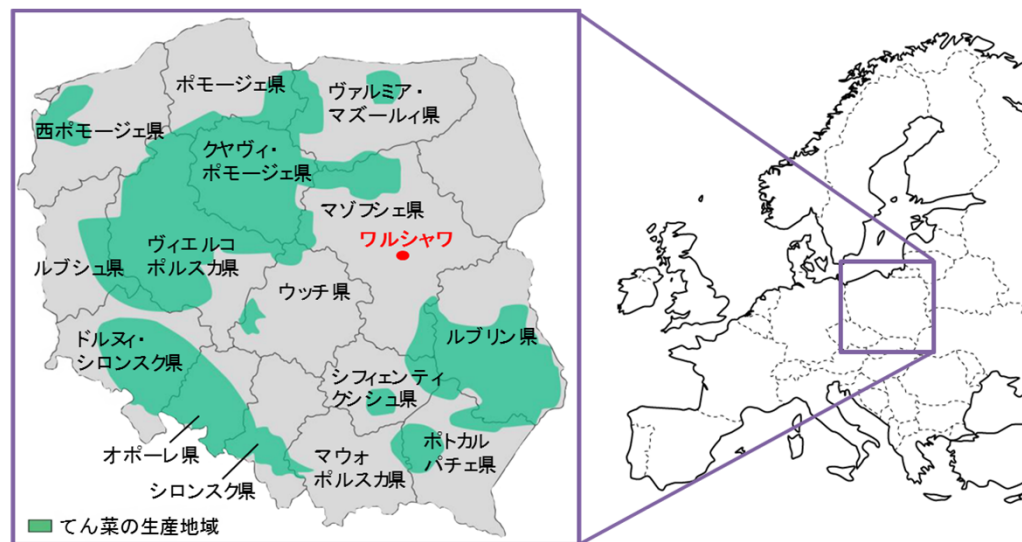 ポモージェ県
ヴァルミア・
マズールィ県
西ポモージェ県
クヤヴィ・
ポモージェ県
マゾフシェ県
ワルシャワ
ルブシュ県
ヴィエルコ
ポルスカ県
ウッチ県
ルブリン県
ドルヌィ・
シロンスク県
シフィェンティ
クシシュ県
オポーレ県
シロンスク県
マウォ
ポルスカ県
ポトカル
パチェ県
てん菜の生産地域